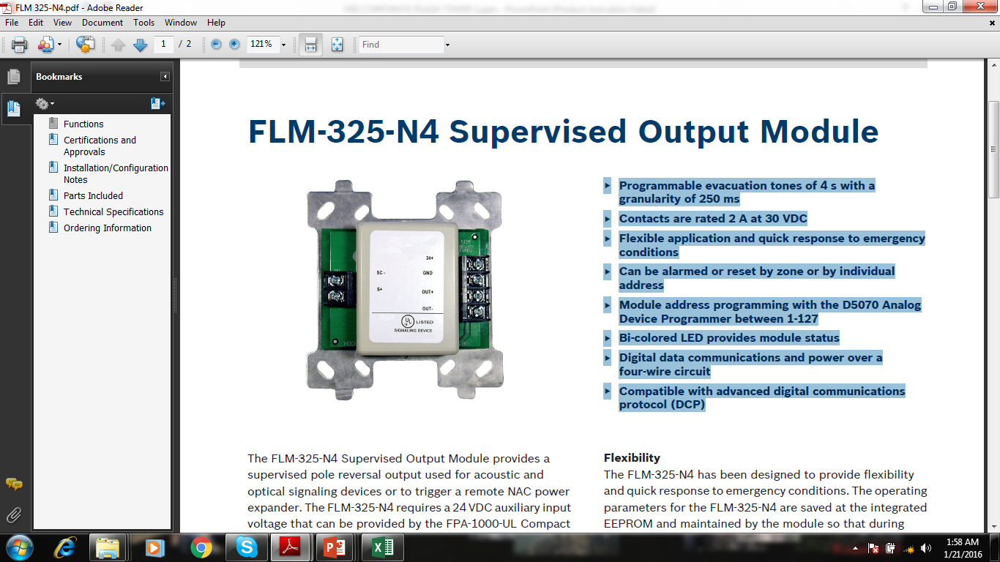 FLM 325-N4.pdf - Adobe Reader
File Edit View Document Tools Window Help
1 / 2 121% Find
Bookmarks
Functions
Certifications and
Approvals
Installation/Configuration
Notes
Parts Included
Technical Specifications
Ordering Information
FLM-325-N4 Supervised Output Module
24+
SC - GND
S+ OUT+
OUT-
UL LISTED
SIGNALING DEVICE
Programmable evacuation tones of 4 s with a
granularity of 250 ms
Contacts are rated 2 A at 30 VDC
Flexible application and quick response to emergency
conditions
Can be alarmed or reset by zone or by individual
address
Module address programming with the D5070 Analog
Device Programmer between 1-127
Bi-colored LED provides module status
Digital data communications and power over a
four-wire circuit
Compatible with advanced digital communications
protocol (DCP)
The FLM-325-N4 Supervised Output Module provides a
supervised pole reversal output used for acoustic and
optical signaling devices or to trigger a remote NAC power
expander. The FLM-325-N4 requires a 24 VDC auxiliary input
voltage that can be provided by the FPA-1000-UL Compact
Flexibility
The FLM-325-N4 has been designed to provide flexibility
and quick response to emergency conditions. The operating
parameters for the FLM-325-N4 are saved at the integrated
EEPROM and maintained by the module so that during
1:58 AM
1/21/2016